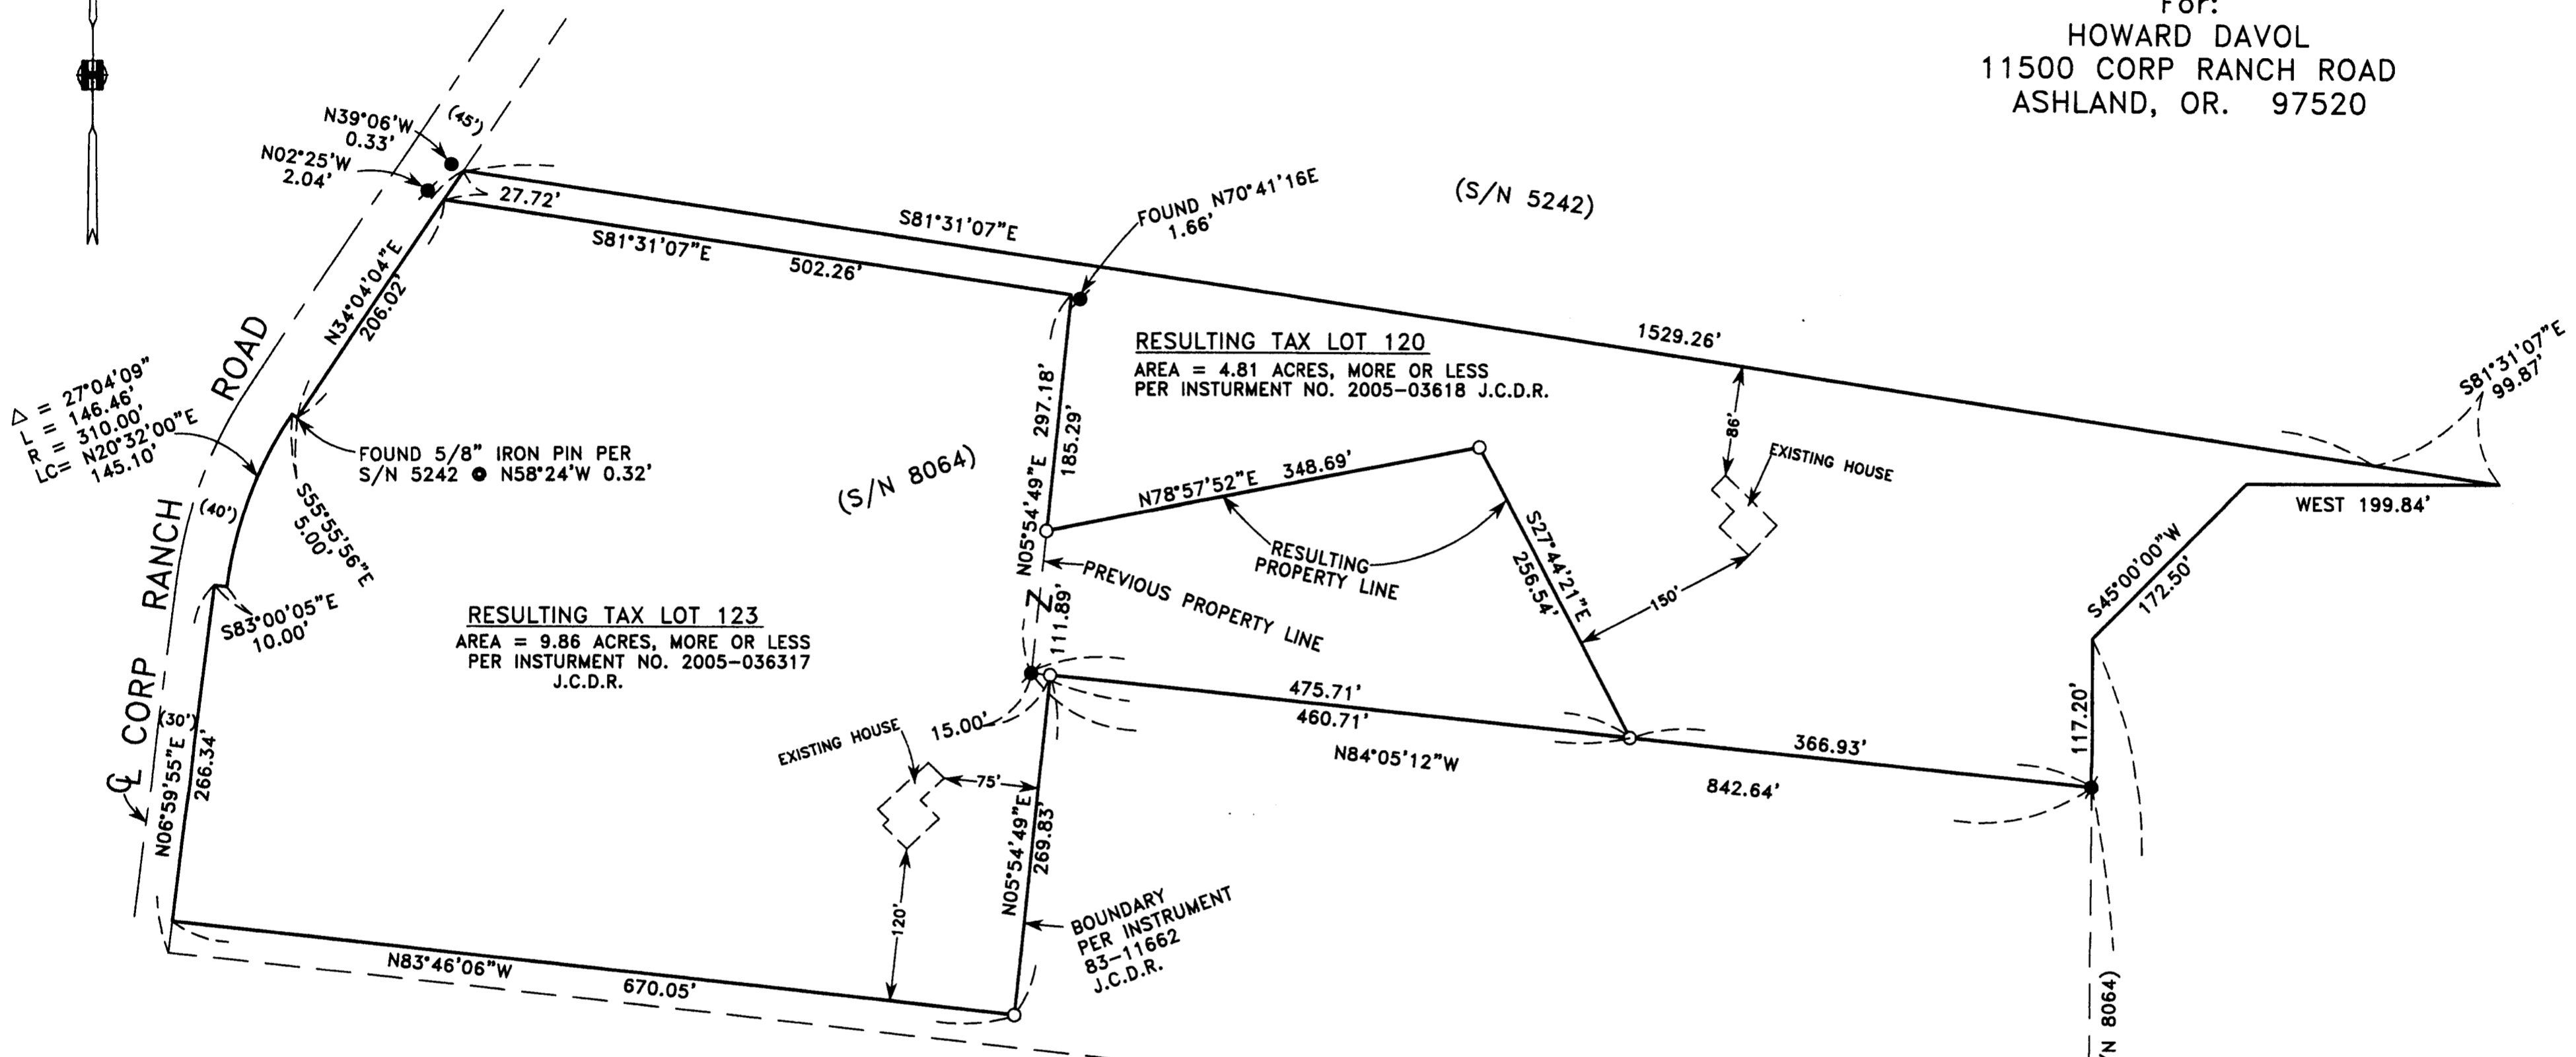 For:
HOWARD DAVOL
11500 CORP RANCH ROAD
ASHLAND, OR. 97520
N39°06'W
0.33'
(45')
N02°25'W
2.04'
27.72'
S81°31'07"E
S81°31'07"E
502.26'
FOUND N70°41'16E
1.66'
(S/N 5242)
1529.26'
S81°31'07"E
99.87'
N34°04'04"E
206.02'
ROAD
RANCH
CORP
℄
Δ = 27°04'09"
L = 146.46'
R = 310.00'
LC= N20°32'00"E
145.10'
FOUND 5/8" IRON PIN PER
S/N 5242 @ N58°24'W 0.32'
(40')
S55°55'56"E
5.00'
S83°00'05"E
10.00'
(30')
N06°59'55"E
266.34'
RESULTING TAX LOT 120
AREA = 4.81 ACRES, MORE OR LESS
PER INSTURMENT NO. 2005-03618 J.C.D.R.
N05°54'49"E 297.18'
185.29'
(S/N 8064)
N78°57'52"E 348.69'
RESULTING
PROPERTY LINE
PREVIOUS PROPERTY LINE
Z
111.89'
S27°44'21"E
256.54'
86'
EXISTING HOUSE
150'
WEST 199.84'
S45°00'00"W
172.50'
117.20'
RESULTING TAX LOT 123
AREA = 9.86 ACRES, MORE OR LESS
PER INSTURMENT NO. 2005-036317
J.C.D.R.
475.71'
460.71'
N84°05'12"W
366.93'
842.64'
15.00'
EXISTING HOUSE
75'
120'
N05°54'49"E
269.83'
BOUNDARY
PER INSTRUMENT
83-11662
J.C.D.R.
N83°46'06"W
670.05'
N 8064)